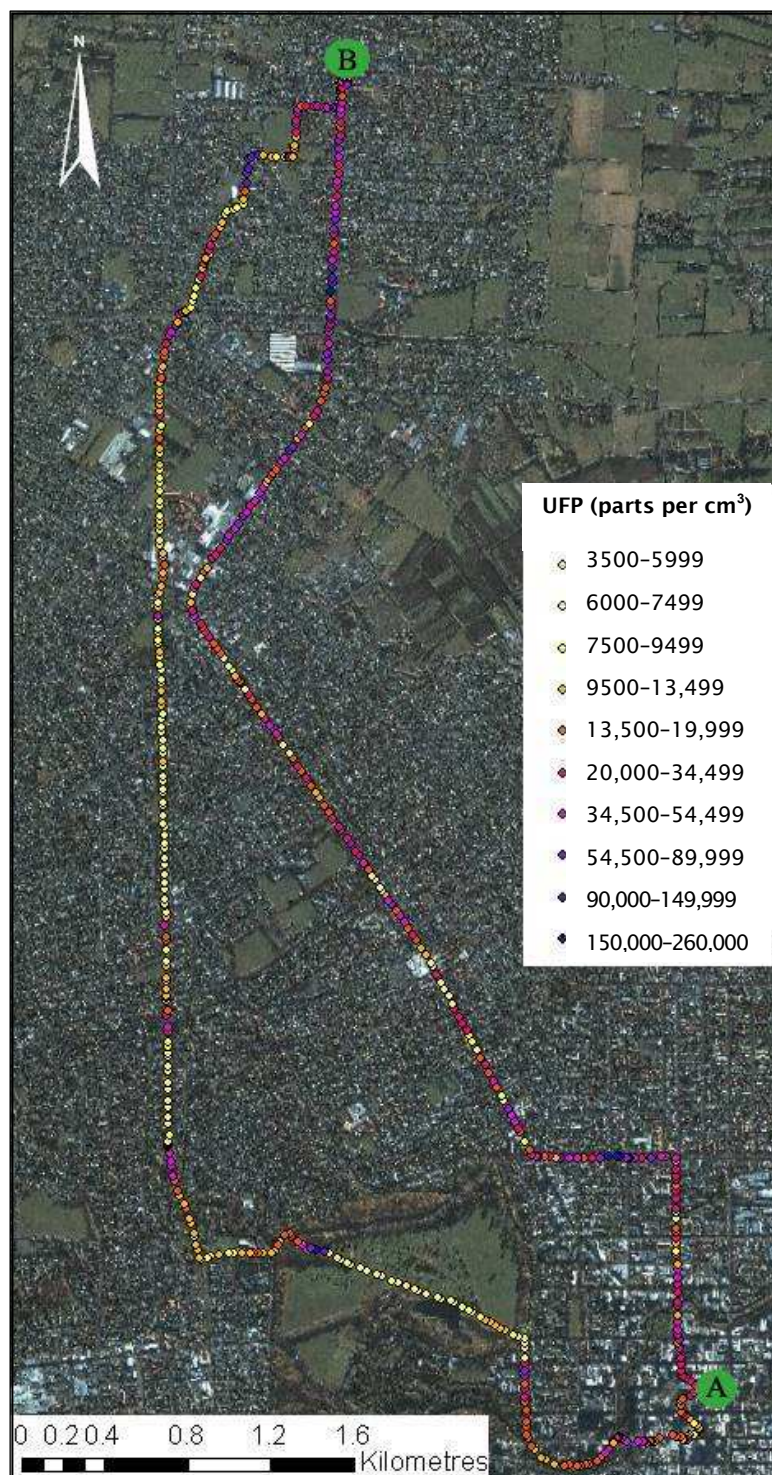 N
B
UFP (parts per cm³)
3500–5999
6000–7499
7500–9499
9500–13,499
13,500–19,999
20,000–34,499
34,500–54,499
54,500–89,999
90,000–149,999
150,000–260,000
A
0 0.2 0.4 0.8 1.2 1.6
Kilometres